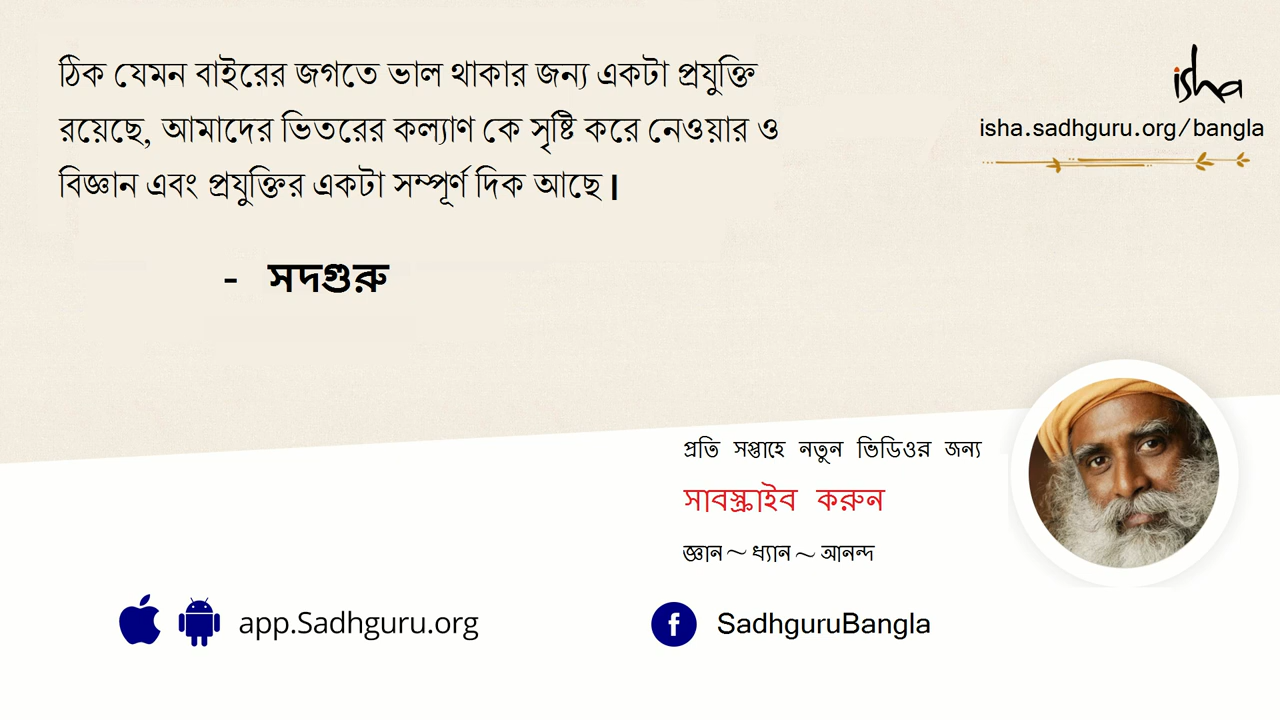 ঠিক যেমন বাইরের জগতে ভাল থাকার জন্য একটা প্রযুক্তি
রয়েছে, আমাদের ভিতরের কল্যাণ কে সৃষ্টি করে নেওয়ার ও
বিজ্ঞান এবং প্রযুক্তির একটা সম্পূর্ণ দিক আছে।
- সদগুরু
isha
isha.sadhguru.org/bangla
প্রতি সপ্তাহে নতুন ভিডিওর জন্য
সাবস্ক্রাইব করুন
জ্ঞান ~ ধ্যান ~ আনন্দ
app.Sadhguru.org
f SadhguruBangla